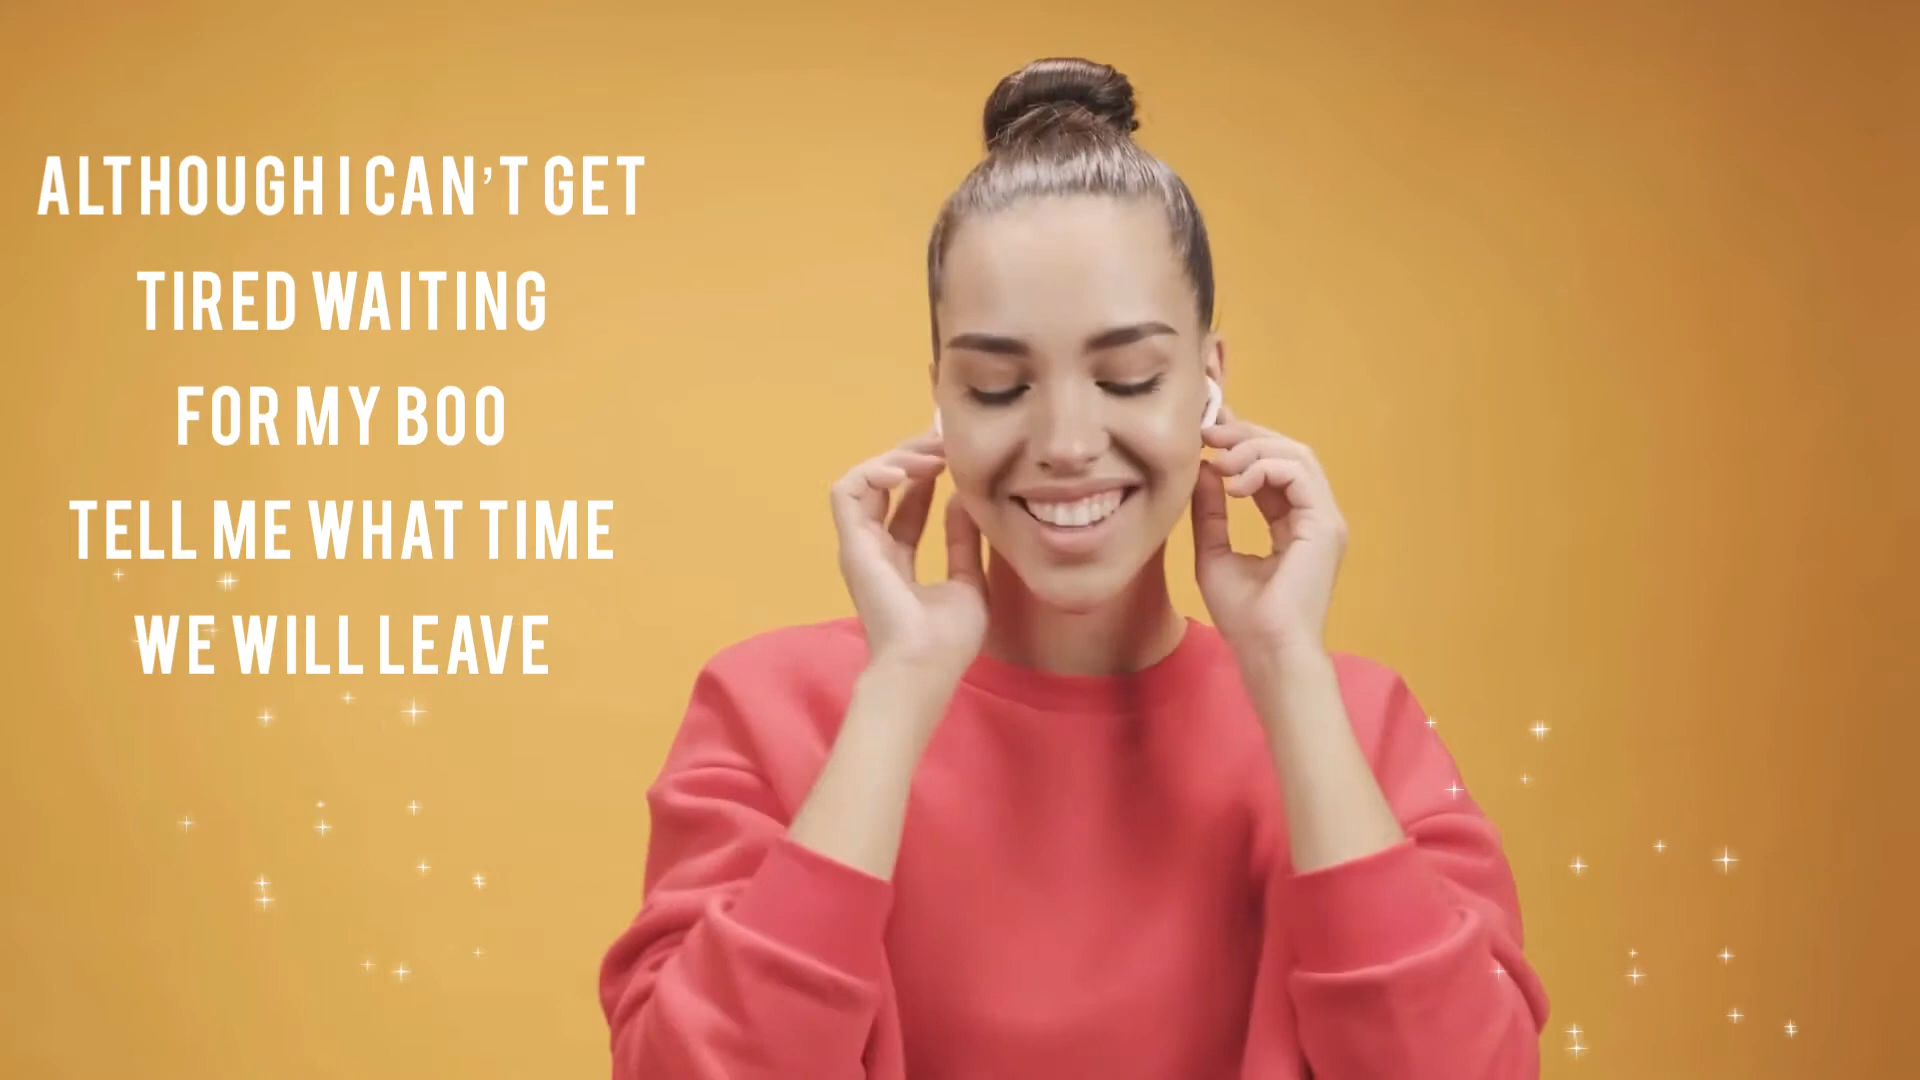 ALTHOUGH I CAN'T GET
TIRED WAITING
FOR MY BOO
TELL ME WHAT TIME
WE WILL LEAVE